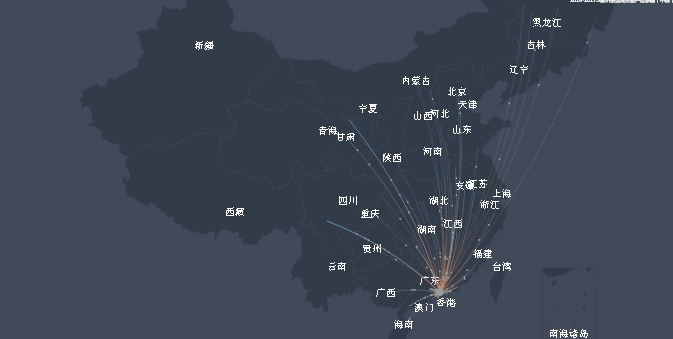 黑龙江
吉林
新疆
辽宁
内蒙古
北京
天津
宁夏
山西
河北
青海
甘肃
山东
河南
陕西
安徽
江苏
上海
四川
湖北
浙江
西藏
重庆
江西
湖南
贵州
福建
云南
台湾
广东
广西
香港
澳门
海南
南海诸岛